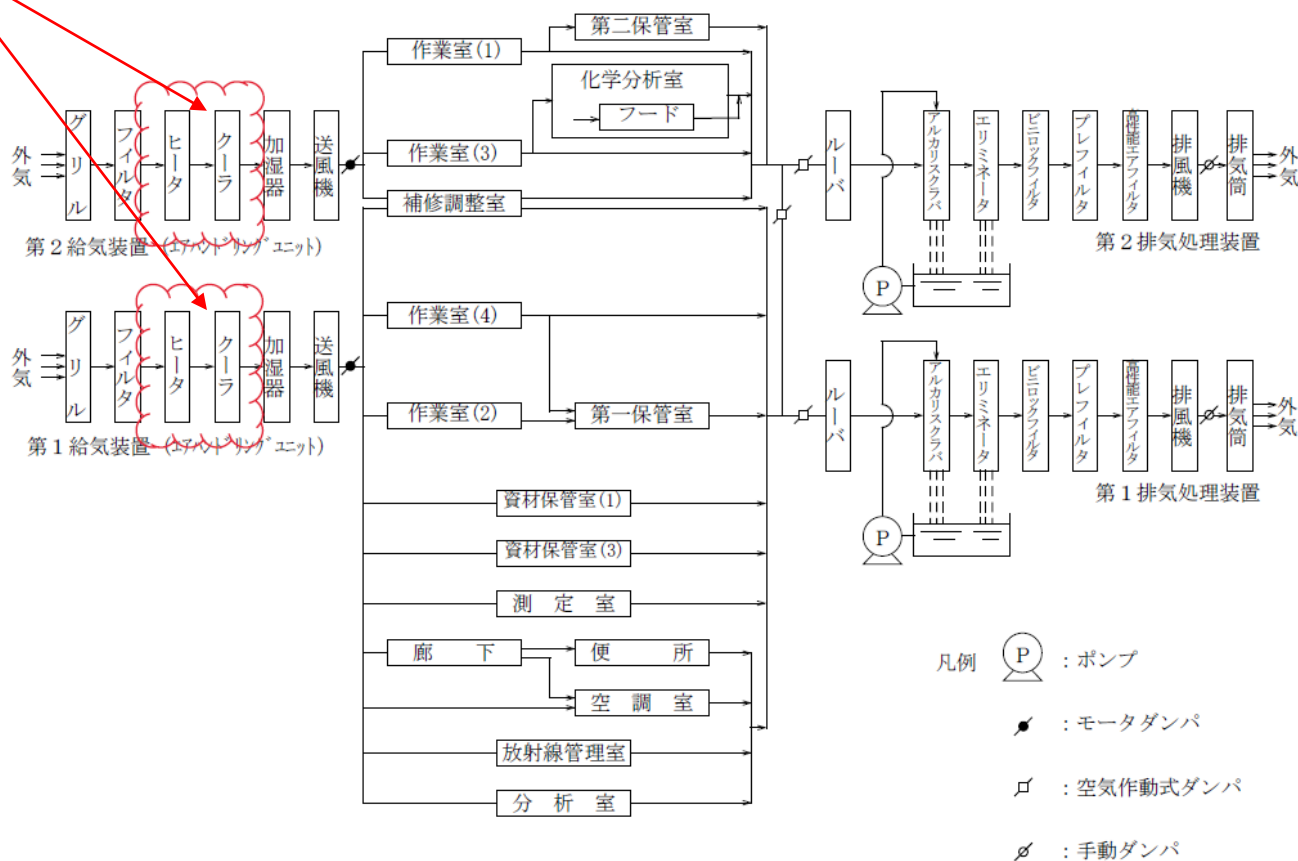 第二保管室
作業室(1)
化学分析室
フード
外気
グリル
フィルタ
ヒータ
クーラ
加湿器
送風機
作業室(3)
補修調整室
第2給気装置 (エアハンドリングユニット)
ルーバ
アルカリスクラバ
エリミネータ
ビニロックフィルタ
プレフィルタ
高性能エアフィルタ
排風機
排気筒
外気
第2排気処理装置
P
外気
グリル
フィルタ
ヒータ
クーラ
加湿器
送風機
作業室(4)
作業室(2)
第一保管室
第1給気装置 (エアハンドリングユニット)
ルーバ
アルカリスクラバ
エリミネータ
ビニロックフィルタ
プレフィルタ
高性能エアフィルタ
排風機
排気筒
外気
第1排気処理装置
P
資材保管室(1)
資材保管室(3)
測定室
廊下
便所
空調室
放射線管理室
分析室
凡例
P :ポンプ
:モータダンパ
:空気作動式ダンパ
:手動ダンパ